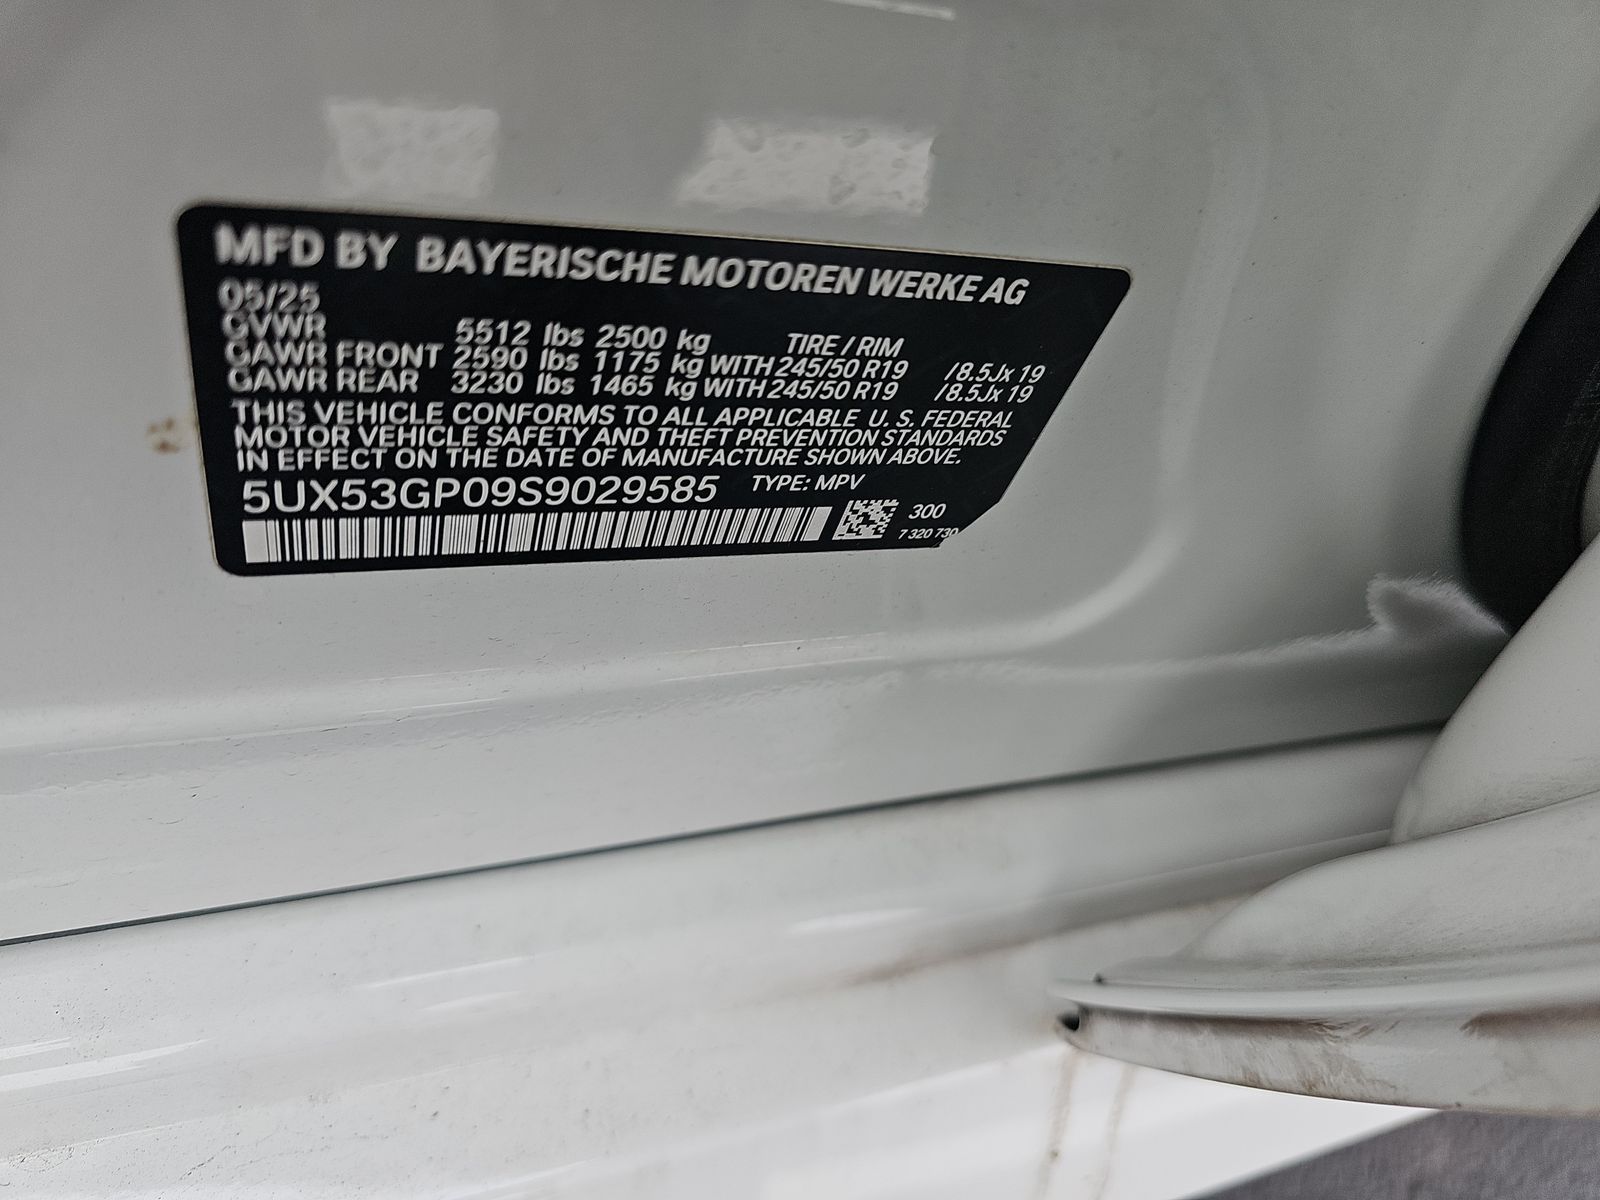 MFD BY BAYERISCHE MOTOREN WERKE AG
05/25
GVWR 5512 lbs 2500 kg TIRE / RIM
GAWR FRONT 2590 lbs 1175 kg WITH 245/50 R19 /8.5Jx 19
GAWR REAR 3230 lbs 1465 kg WITH 245/50 R19 /8.5Jx 19
THIS VEHICLE CONFORMS TO ALL APPLICABLE U. S. FEDERAL
MOTOR VEHICLE SAFETY AND THEFT PREVENTION STANDARDS
IN EFFECT ON THE DATE OF MANUFACTURE SHOWN ABOVE.
5UX53GP09S9029585 TYPE: MPV
300
7 320 730